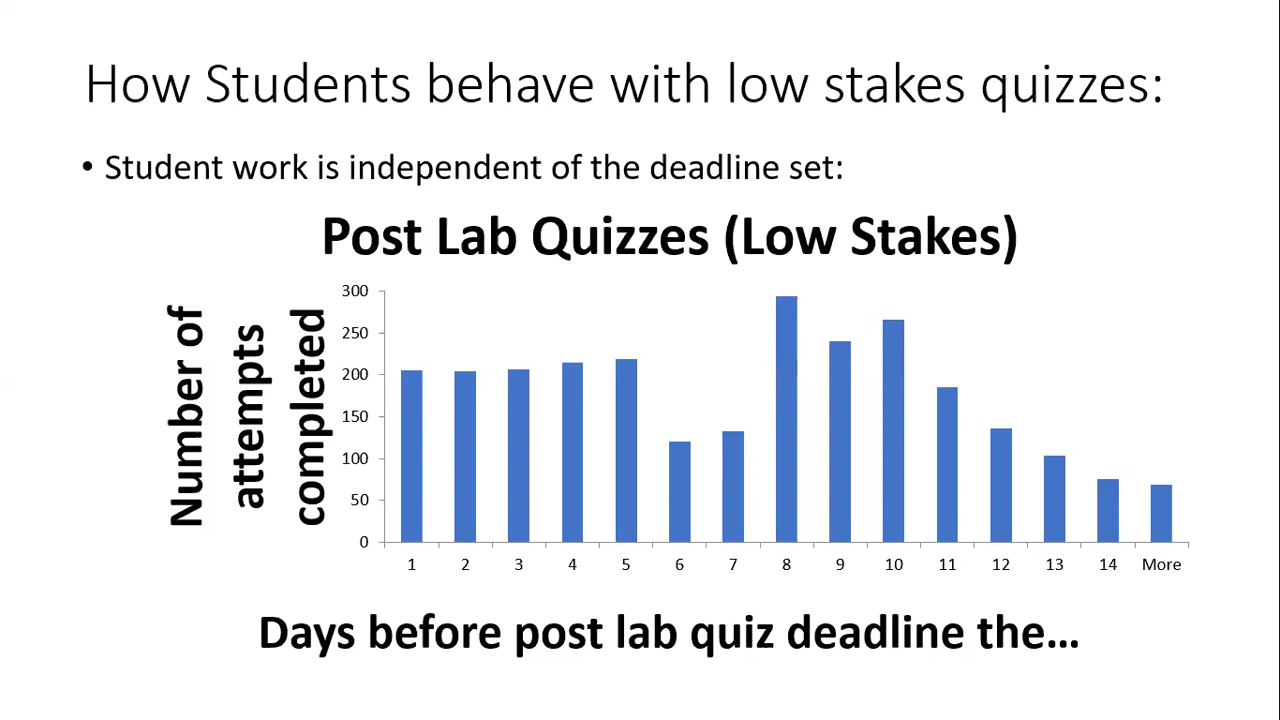 How Students behave with low stakes quizzes:
• Student work is independent of the deadline set:
Post Lab Quizzes (Low Stakes)
Number of
attempts
completed
300
250
200
150
100
50
0
1 2 3 4 5 6 7 8 9 10 11 12 13 14 More
Days before post lab quiz deadline the...